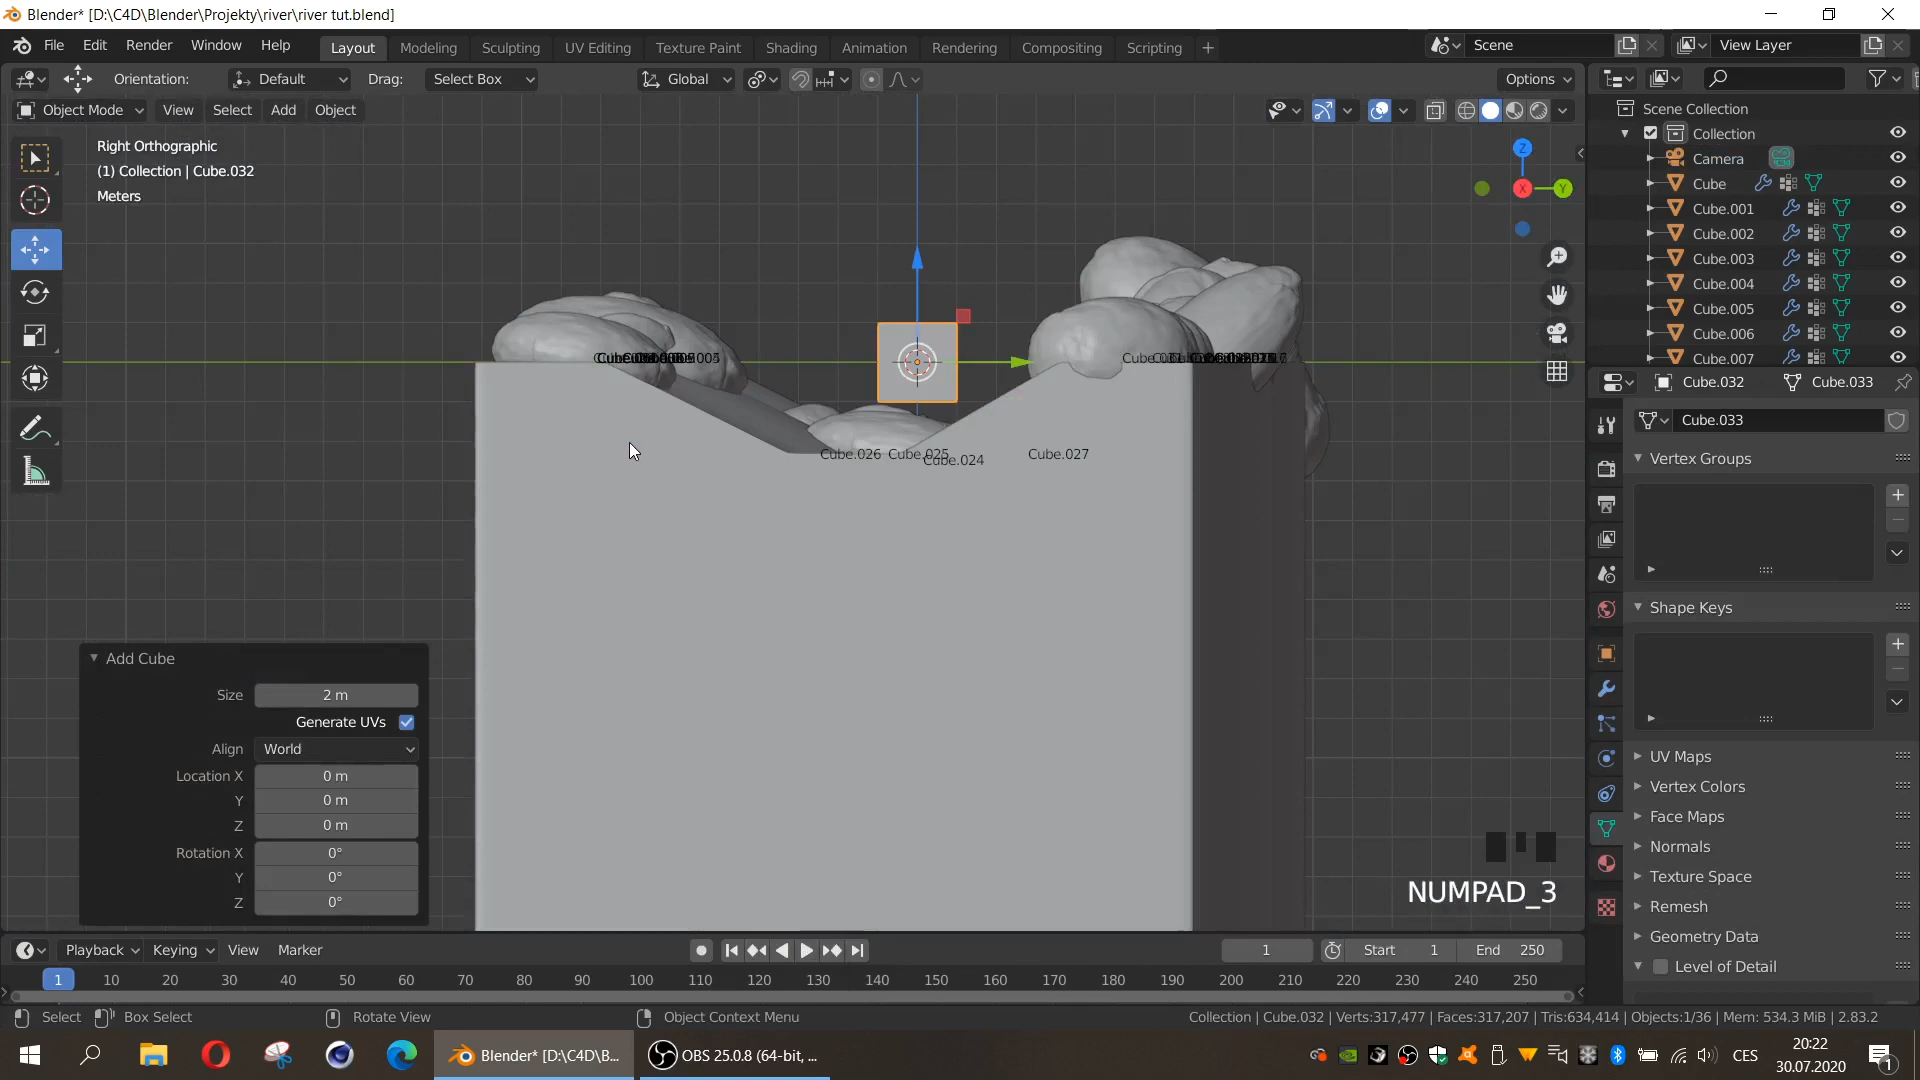 Blender* [D:\C4D\Blender\Projekty\river\river tut.blend]
File Edit Render Window Help
Layout Modeling Sculpting UV Editing Texture Paint Shading Animation Rendering Compositing Scripting +
Scene
View Layer
Orientation: Default Drag: Select Box
Global
Options
Object Mode View Select Add Object
Right Orthographic
(1) Collection | Cube.032
Meters
Z
X
Y
Scene Collection
Collection
Camera
Cube
Cube.001
Cube.002
Cube.003
Cube.004
Cube.005
Cube.006
Cube.007
Cube.026 Cube.025
Cube.024
Cube.027
Cube.032 Cube.033
Cube.033
Vertex Groups
Shape Keys
UV Maps
Vertex Colors
Face Maps
Normals
Texture Space
Remesh
Geometry Data
Level of Detail
Add Cube
Size 2 m
Generate UVs
Align World
Location X 0 m
Y 0 m
Z 0 m
Rotation X 0°
Y 0°
Z 0°
NUMPAD_3
Playback Keying View Marker
1
Start 1
End 250
1 10 20 30 40 50 60 70 80 90 100 110 120 130 140 150 160 170 180 190 200 210 220 230 240 250
Select Box Select Rotate View Object Context Menu
Collection | Cube.032 | Verts:317,477 | Faces:317,207 | Tris:634,414 | Objects:1/36 | Mem: 534.3 MiB | 2.83.2
Blender* [D:\C4D\B...
OBS 25.0.8 (64-bit, ...
CES
20:22
30.07.2020
1